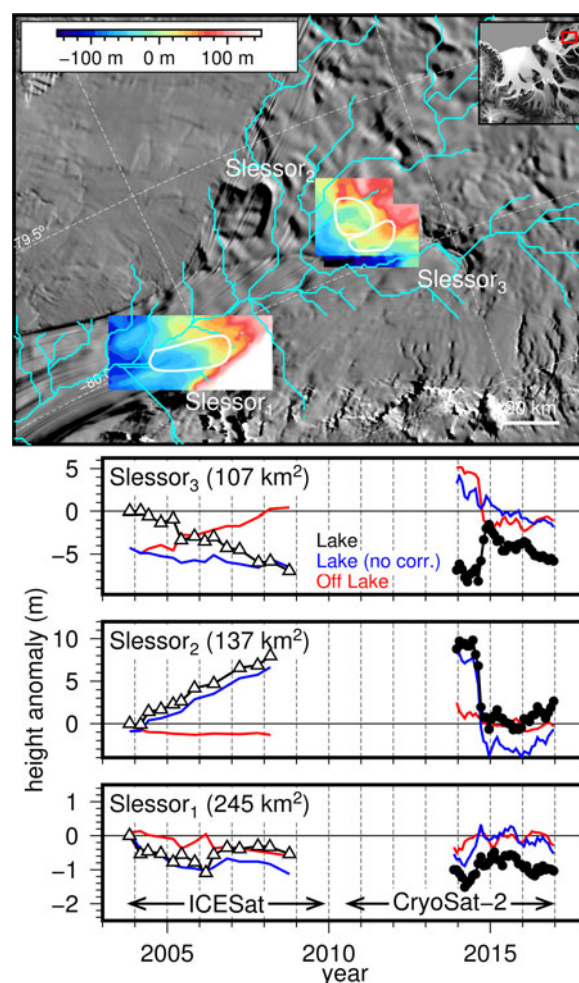 −100 m 0 m 100 m
Slessor2
79.5°
Slessor3
−80.0°
Slessor1
20 km
Slessor3 (107 km²)
5
0
−5
Lake
Lake (no corr.)
Off Lake
Slessor2 (137 km²)
10
5
0
height anomaly (m)
Slessor1 (245 km²)
1
0
−1
−2
ICESat
CryoSat−2
2005 2010 2015
year